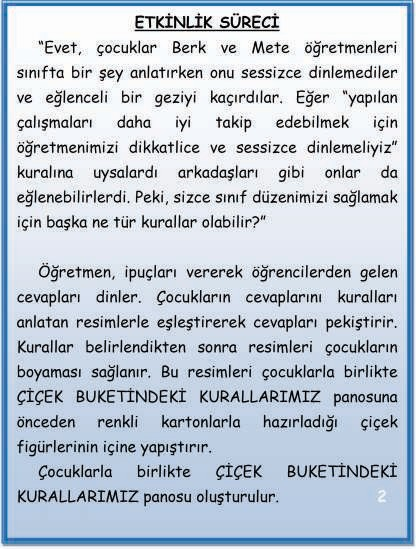 ETKİNLİK SÜRECİ
“Evet, çocuklar Berk ve Mete öğretmenleri
sınıfta bir şey anlatırken onu sessizce dinlemediler
ve eğlenceli bir geziyi kaçırdılar. Eğer “yapılan
çalışmaları daha iyi takip edebilmek için
öğretmenimizi dikkatlice ve sessizce dinlemeliyiz”
kuralına uysalardı arkadaşları gibi onlar da
eğlenebilirlerdi. Peki, sizce sınıf düzenimizi sağlamak
için başka ne tür kurallar olabilir?”
Öğretmen, ipuçları vererek öğrencilerden gelen
cevapları dinler. Çocukların cevaplarını kuralları
anlatan resimlerle eşleştirerek cevapları pekiştirir.
Kurallar belirlendikten sonra resimleri çocukların
boyaması sağlanır. Bu resimleri çocuklarla birlikte
ÇİÇEK BUKETİNDEKİ KURALLARIMIZ panosuna
önceden renkli kartonlarla hazırladığı çiçek
figürlerinin içine yapıştırır.
Çocuklarla birlikte ÇİÇEK BUKETİNDEKİ
KURALLARIMIZ panosu oluşturulur. 2